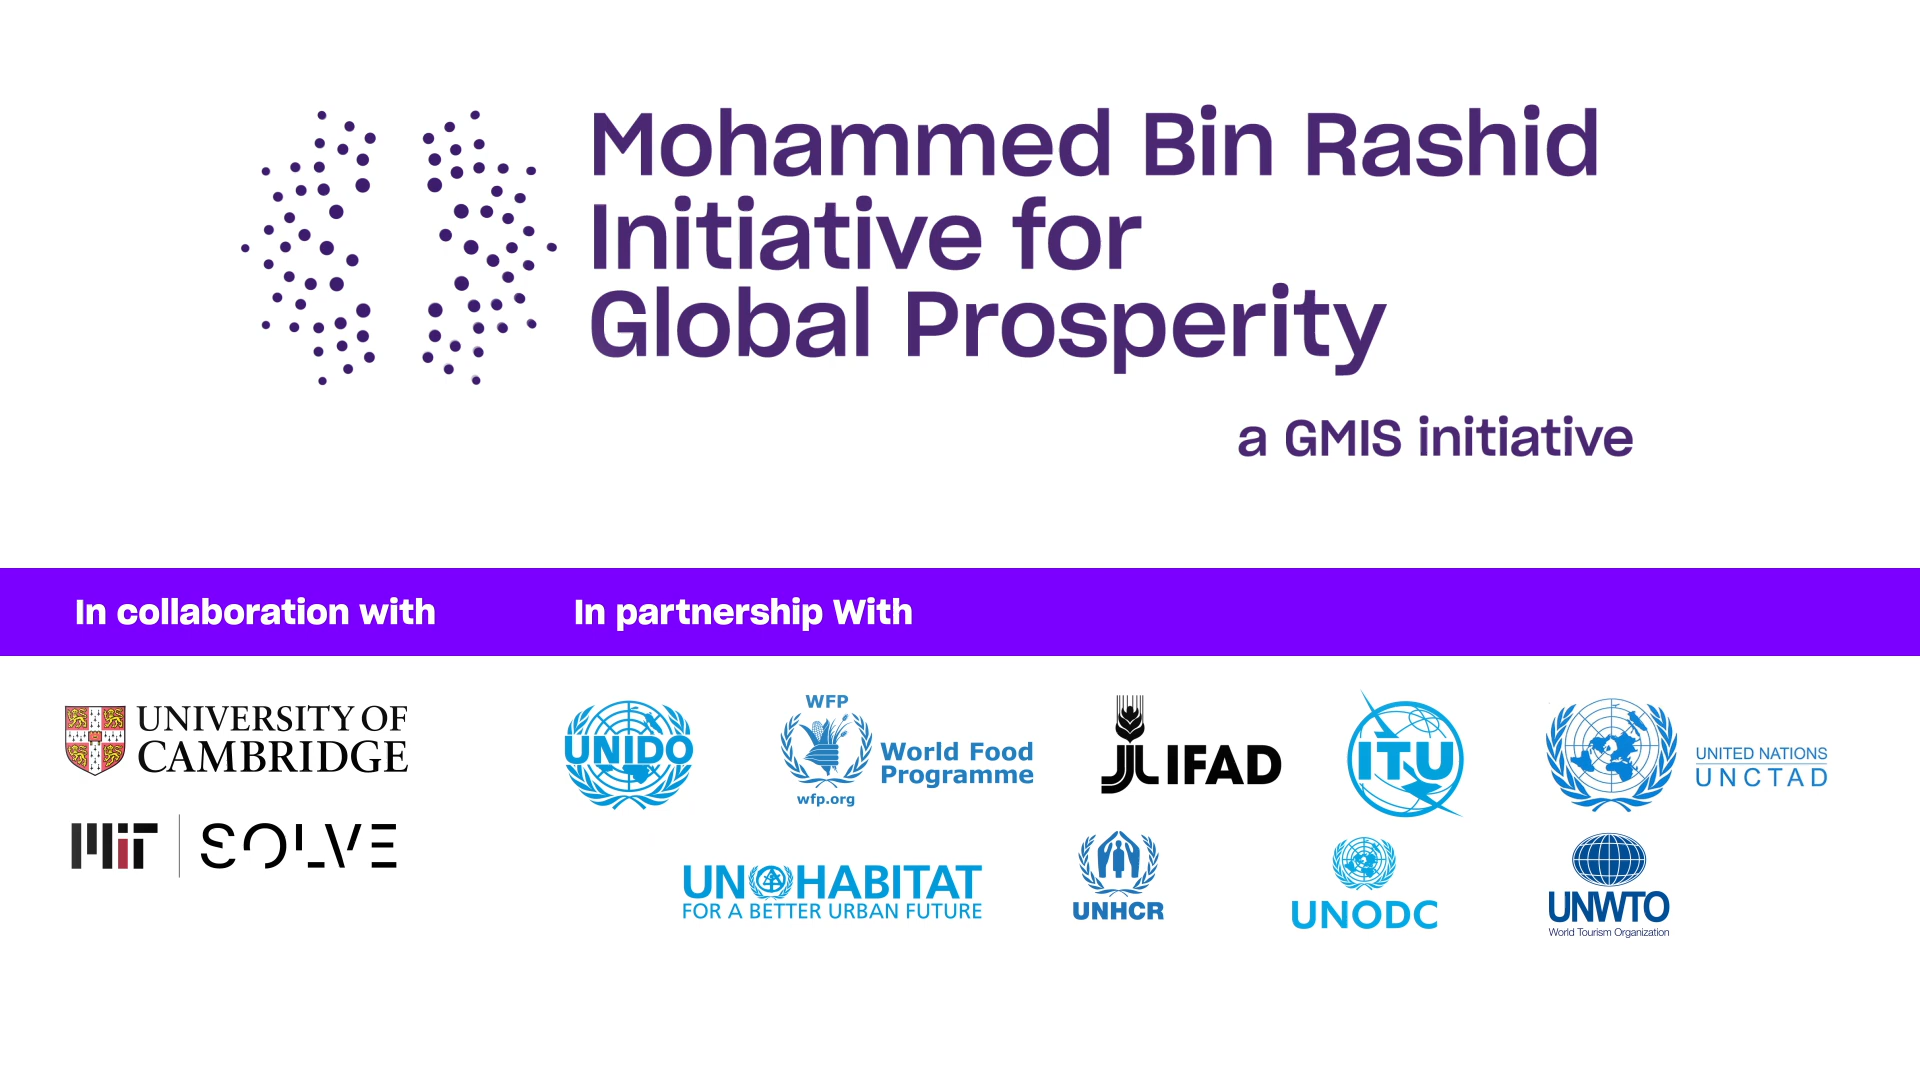 Mohammed Bin Rashid
Initiative for
Global Prosperity
a GMIS initiative
In collaboration with
In partnership With
UNIVERSITY OF
CAMBRIDGE
MIT SOLVE
UNIDO
WFP
World Food
Programme
wfp.org
IFAD
ITU
UNITED NATIONS
UNCTAD
UN HABITAT
FOR A BETTER URBAN FUTURE
UNHCR
UNODC
UNWTO
World Tourism Organization